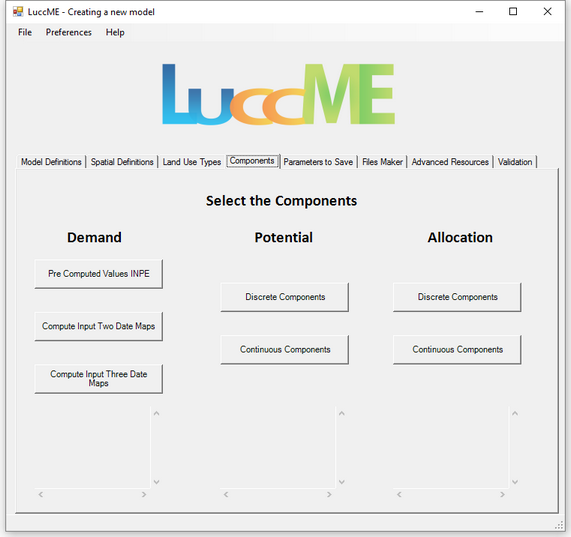 LuccME - Creating a new model
File Preferences Help
LuccME
Model Definitions Spatial Definitions Land Use Types Components Parameters to Save Files Maker Advanced Resources Validation
Select the Components
Demand Potential Allocation
Pre Computed Values INPE
Discrete Components Discrete Components
Compute Input Two Date Maps
Continuous Components Continuous Components
Compute Input Three Date
Maps